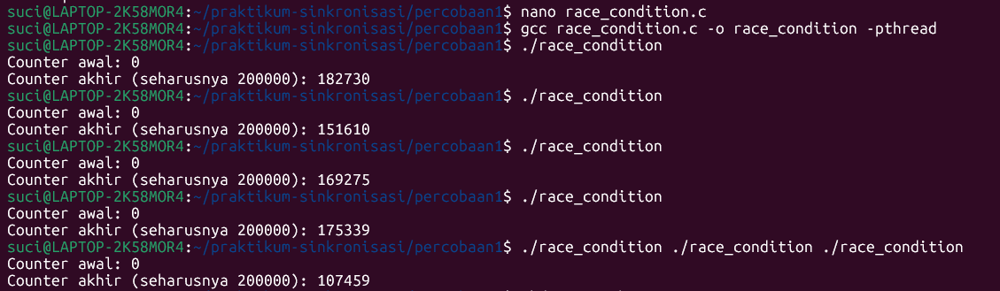 suci@LAPTOP-2K58MOR4:~/praktikum-sinkronisasi/percobaan1$ nano race_condition.c
suci@LAPTOP-2K58MOR4:~/praktikum-sinkronisasi/percobaan1$ gcc race_condition.c -o race_condition -pthread
suci@LAPTOP-2K58MOR4:~/praktikum-sinkronisasi/percobaan1$ ./race_condition
Counter awal: 0
Counter akhir (seharusnya 200000): 182730
suci@LAPTOP-2K58MOR4:~/praktikum-sinkronisasi/percobaan1$ ./race_condition
Counter awal: 0
Counter akhir (seharusnya 200000): 151610
suci@LAPTOP-2K58MOR4:~/praktikum-sinkronisasi/percobaan1$ ./race_condition
Counter awal: 0
Counter akhir (seharusnya 200000): 169275
suci@LAPTOP-2K58MOR4:~/praktikum-sinkronisasi/percobaan1$ ./race_condition
Counter awal: 0
Counter akhir (seharusnya 200000): 175339
suci@LAPTOP-2K58MOR4:~/praktikum-sinkronisasi/percobaan1$ ./race_condition ./race_condition ./race_condition
Counter awal: 0
Counter akhir (seharusnya 200000): 107459